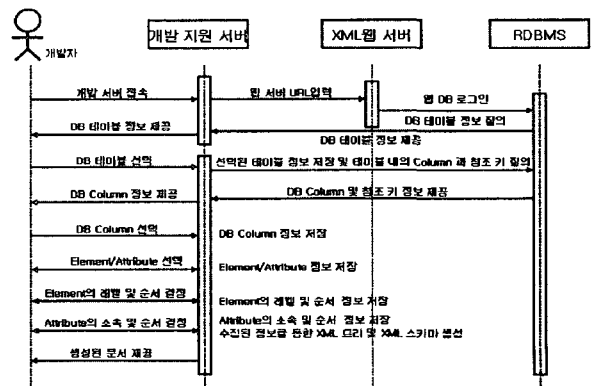 개발자
개발 지원 서버
XML웹 서버
RDBMS
개발 서버 접속
웹 서버 URL입력
웹 DB 로그인
DB 테이블 정보 질의
DB 테이블 정보 제공
DB 테이블 정보 제공
DB 테이블 선택
선택된 테이블 정보 저장 및 테이블 내의 Column 과 참조 키 질의
DB Column 정보 제공
DB Column 및 참조 키 정보 제공
DB Column 선택
DB Column 정보 저장
Element/Attribute 선택
Element/Attribute 정보 저장
Element의 레벨 및 순서 결정
Element의 레벨 및 순서 정보 저장
Attribute의 소속 및 순서 결정
Attribute의 소속 및 순서 정보 저장
수집된 정보를 통한 XML 트리 및 XML 스키마 생성
생성된 문서 제공